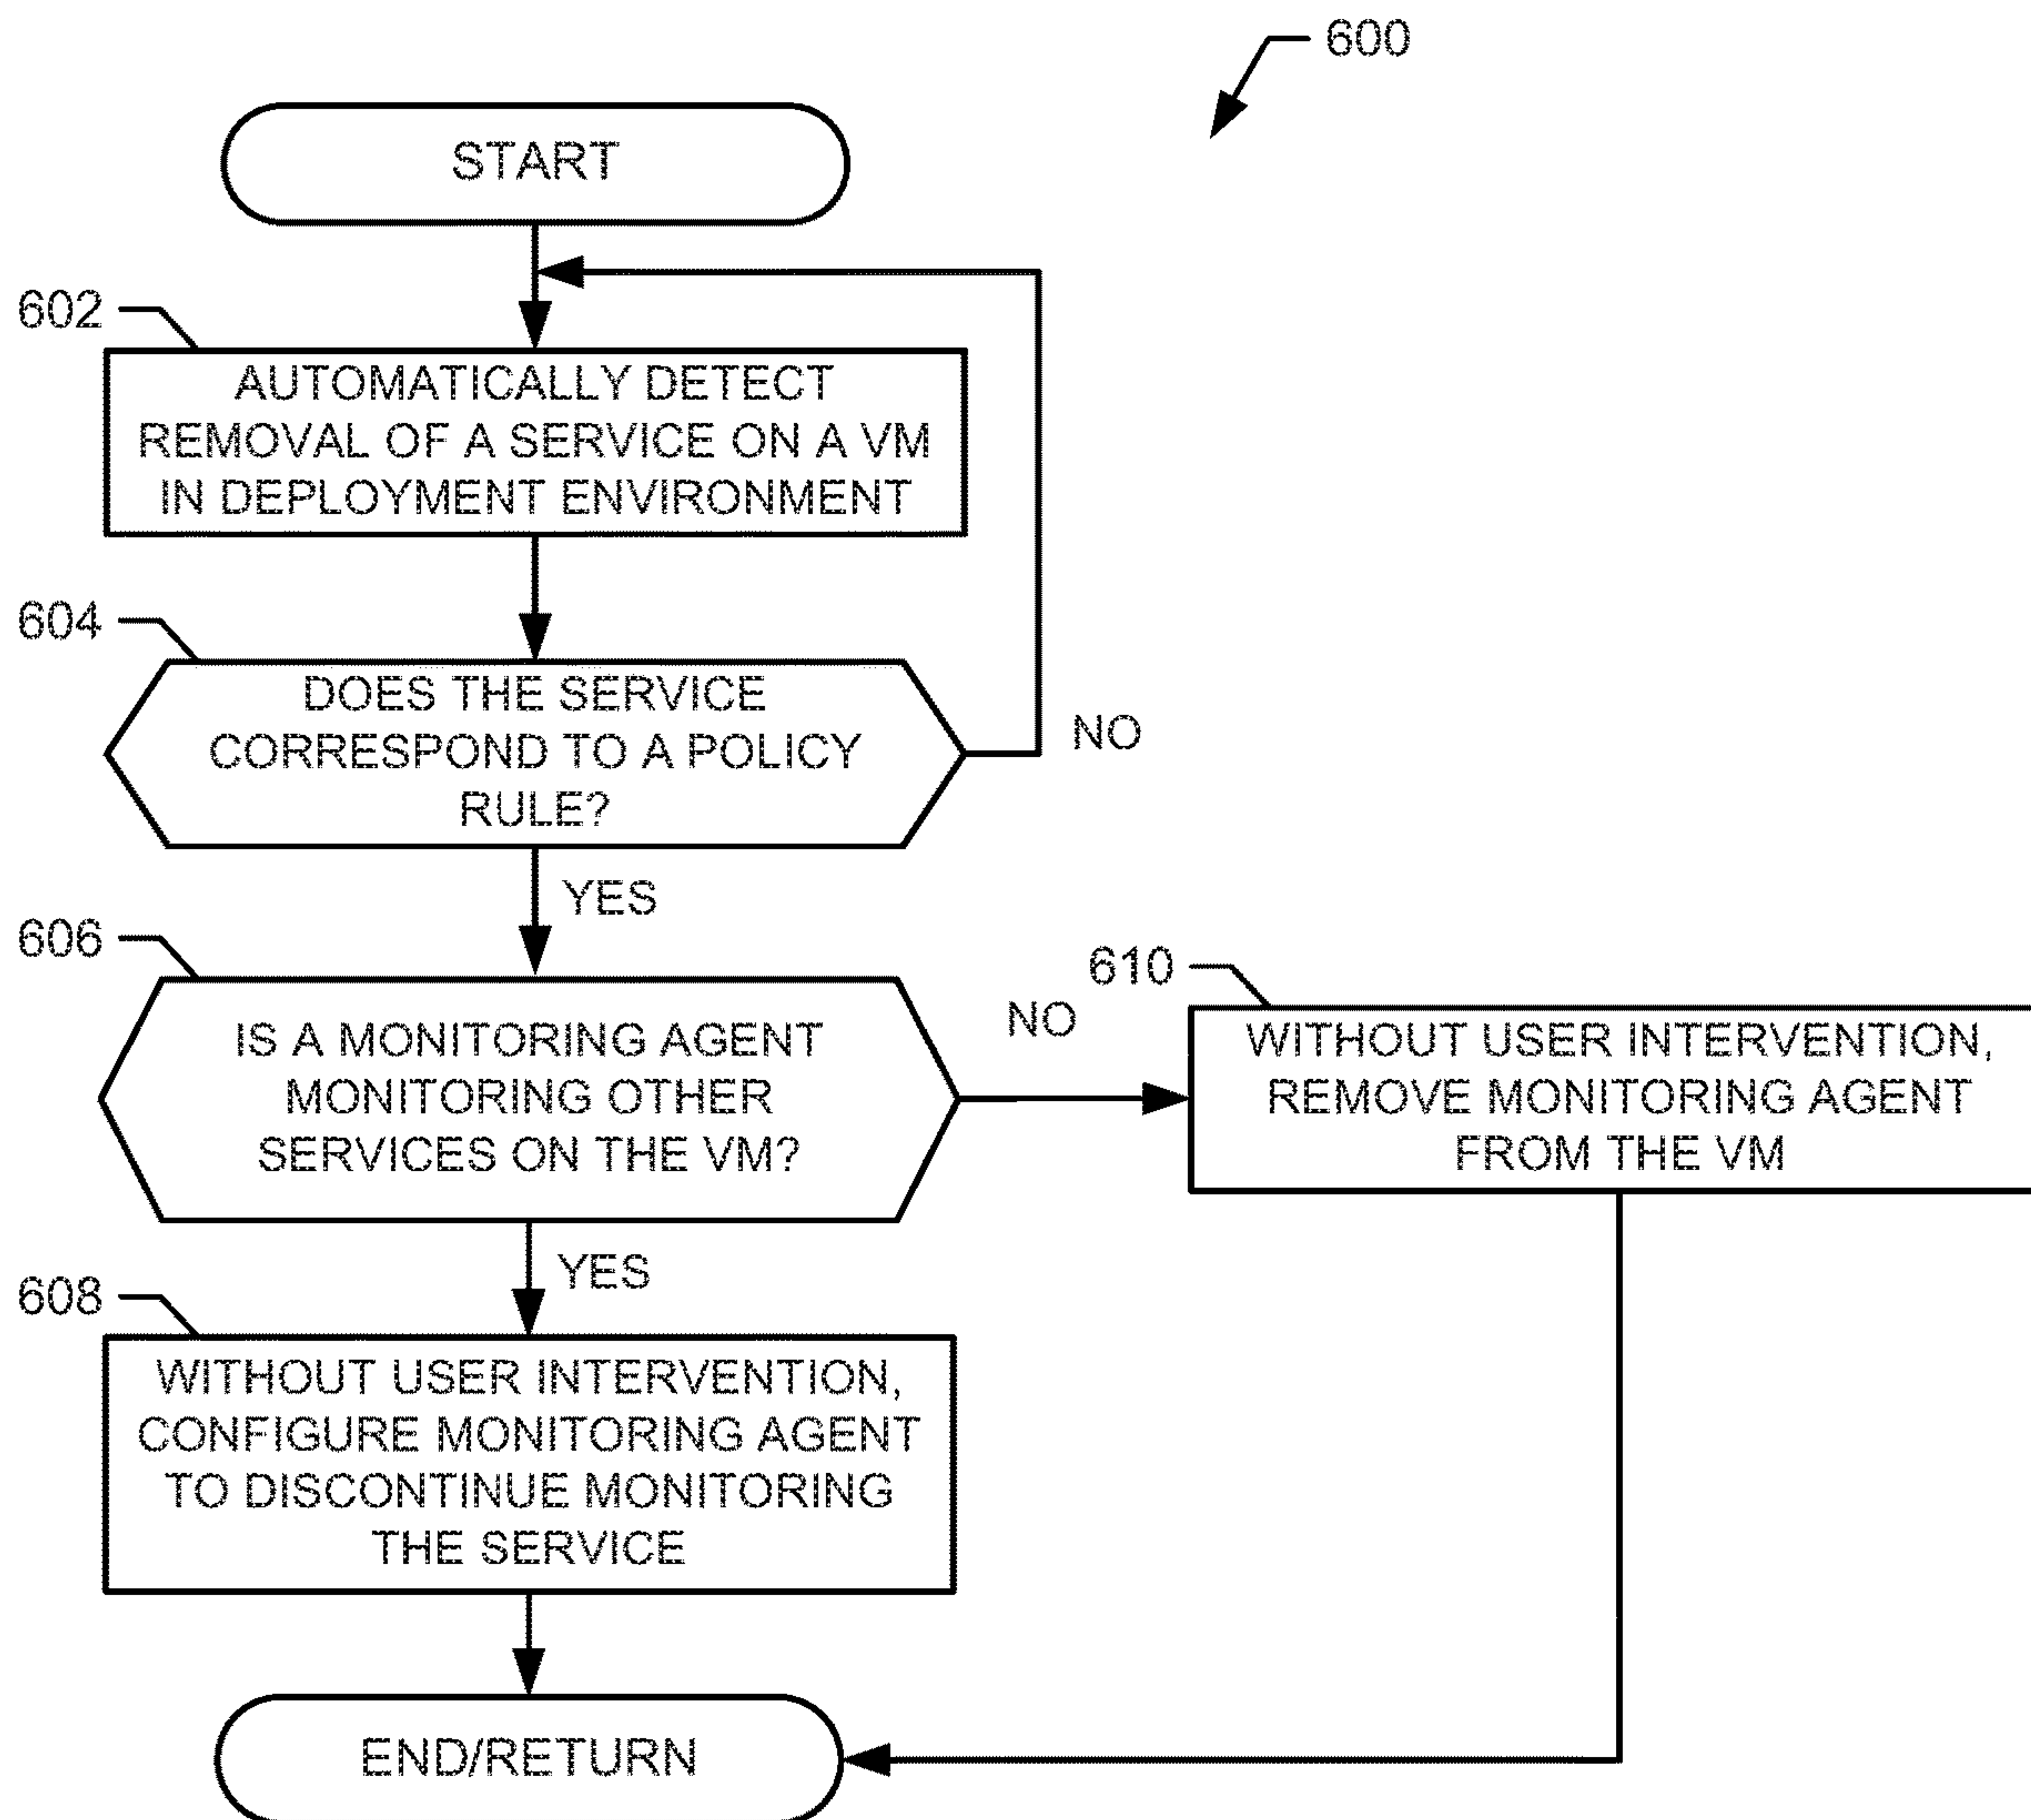 600
START
602
AUTOMATICALLY DETECT
REMOVAL OF A SERVICE ON A VM
IN DEPLOYMENT ENVIRONMENT
604
DOES THE SERVICE
CORRESPOND TO A POLICY
RULE?
NO
YES
606
IS A MONITORING AGENT
MONITORING OTHER
SERVICES ON THE VM?
NO
610
WITHOUT USER INTERVENTION,
REMOVE MONITORING AGENT
FROM THE VM
YES
608
WITHOUT USER INTERVENTION,
CONFIGURE MONITORING AGENT
TO DISCONTINUE MONITORING
THE SERVICE
END/RETURN